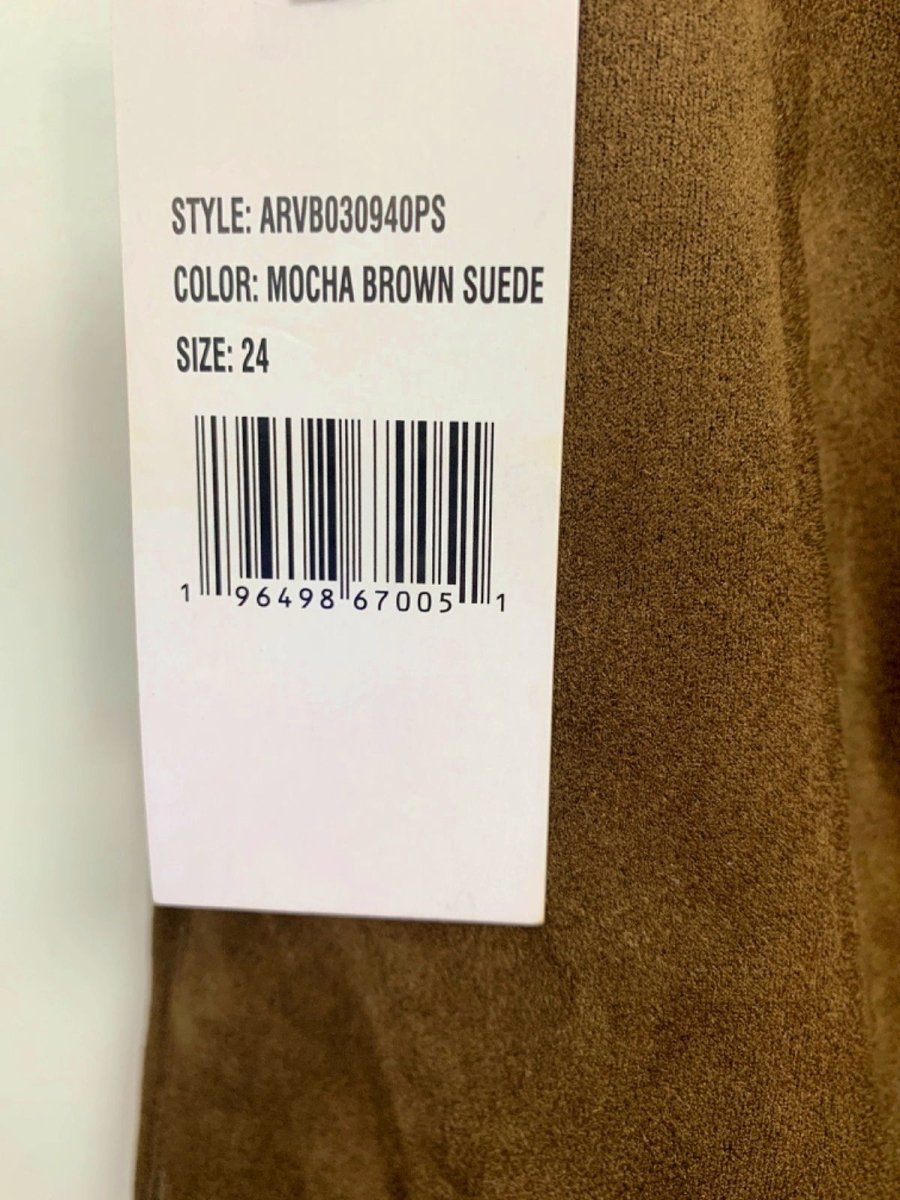 STYLE: ARVB030940PS
COLOR: MOCHA BROWN SUEDE
SIZE: 24
1 96498 67005 1